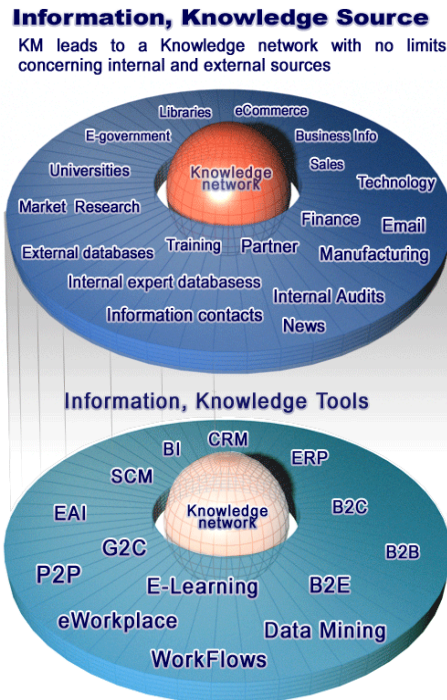 Information, Knowledge Source
KM leads to a Knowledge network with no limits
concerning internal and external sources
Libraries
eCommerce
E-government
Business Info
Universities
Knowledge
network
Sales
Technology
Market Research
Finance
Email
External databases
Training
Partner
Manufacturing
Internal expert databasess
Internal Audits
Information contacts
News
Information, Knowledge Tools
BI
CRM
ERP
SCM
EAI
Knowledge
network
B2C
G2C
B2B
P2P
E-Learning
B2E
eWorkplace
Data Mining
WorkFlows